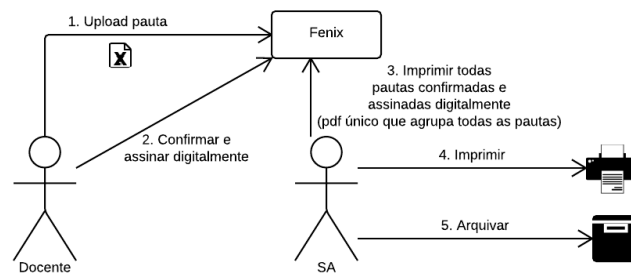 1. Upload pauta
X
Fenix
2. Confirmar e
assinar digitalmente
3. Imprimir todas
pautas confirmadas e
assinadas digitalmente
(pdf único que agrupa todas as pautas)
4. Imprimir
5. Arquivar
Docente
SA